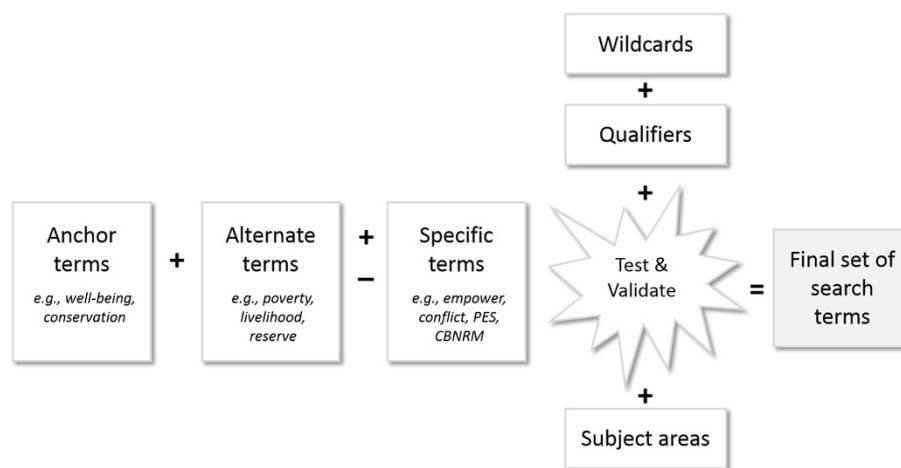 Wildcards
+
Qualifiers
+
Anchor
terms
e.g., well-being,
conservation
+
Alternate
terms
e.g., poverty,
livelihood,
reserve
+
–
Specific
terms
e.g., empower,
conflict, PES,
CBNRM
Test &
Validate
=
Final set of
search
terms
+
Subject areas